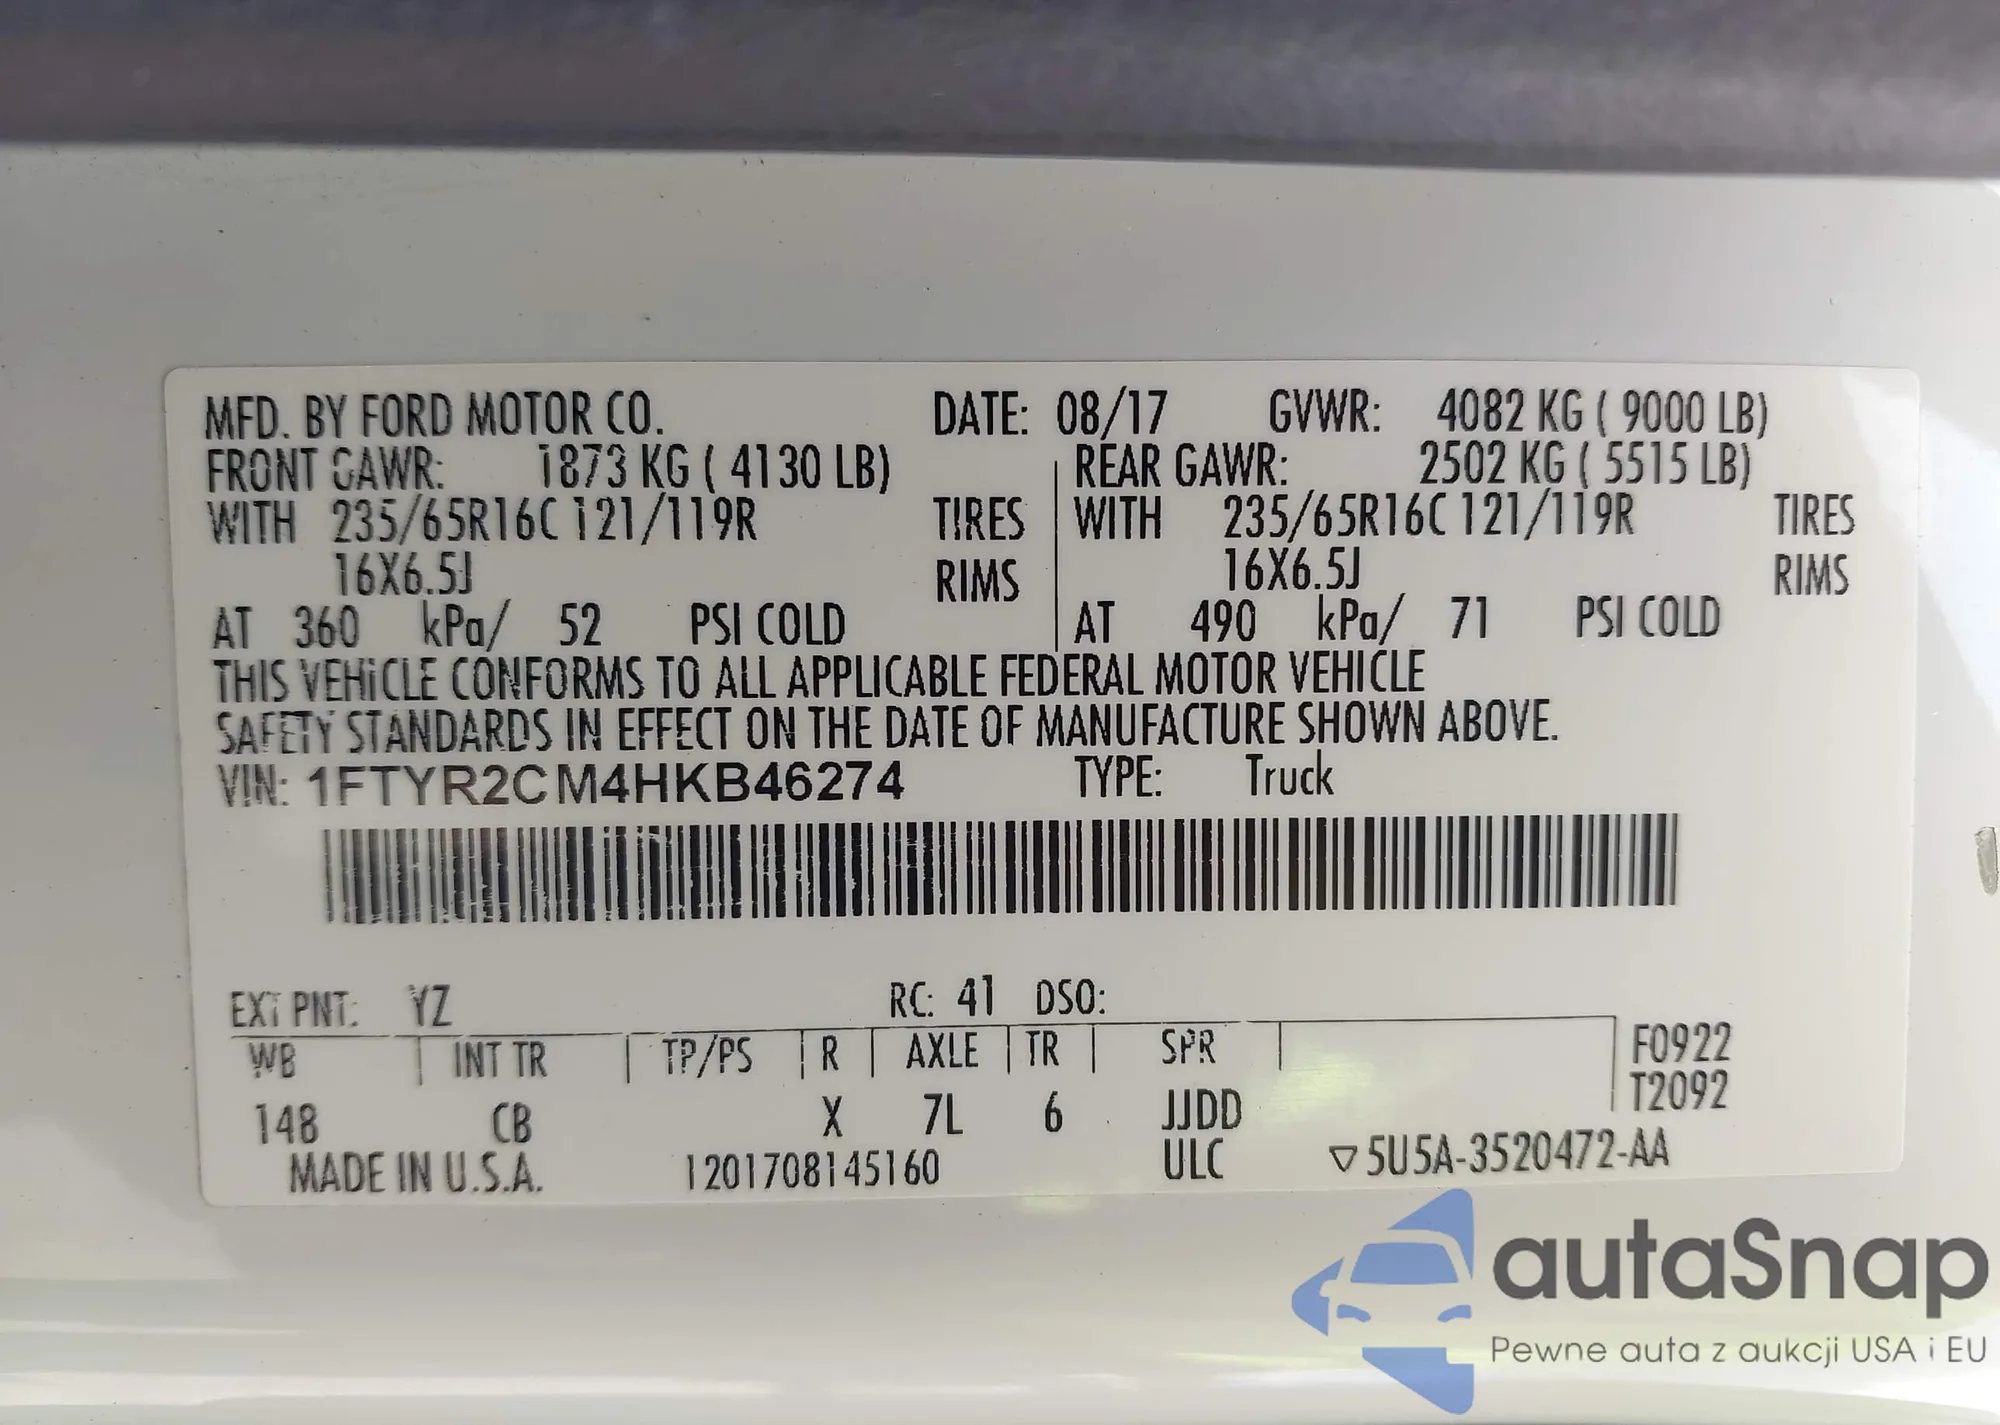 MFD. BY FORD MOTOR CO. DATE: 08/17 GVWR: 4082 KG ( 9000 LB)
FRONT GAWR: 1873 KG ( 4130 LB) REAR GAWR: 2502 KG ( 5515 LB)
WITH 235/65R16C 121/119R TIRES WITH 235/65R16C 121/119R TIRES
16X6.5J RIMS 16X6.5J RIMS
AT 360 kPa/ 52 PSI COLD AT 490 kPa/ 71 PSI COLD
THIS VEHICLE CONFORMS TO ALL APPLICABLE FEDERAL MOTOR VEHICLE
SAFETY STANDARDS IN EFFECT ON THE DATE OF MANUFACTURE SHOWN ABOVE.
VIN: 1FTYR2CM4HKB46274 TYPE: Truck
EXT PNT: YZ RC: 41 DSO:
WB INT TR TP/PS R AXLE TR SPR F0922
148 CB X 7L 6 JJDD T2092
MADE IN U.S.A. 1201708145160 ULC ▽5U5A-3520472-AA
autaSnap
Pewne auta z aukcji USA i EU